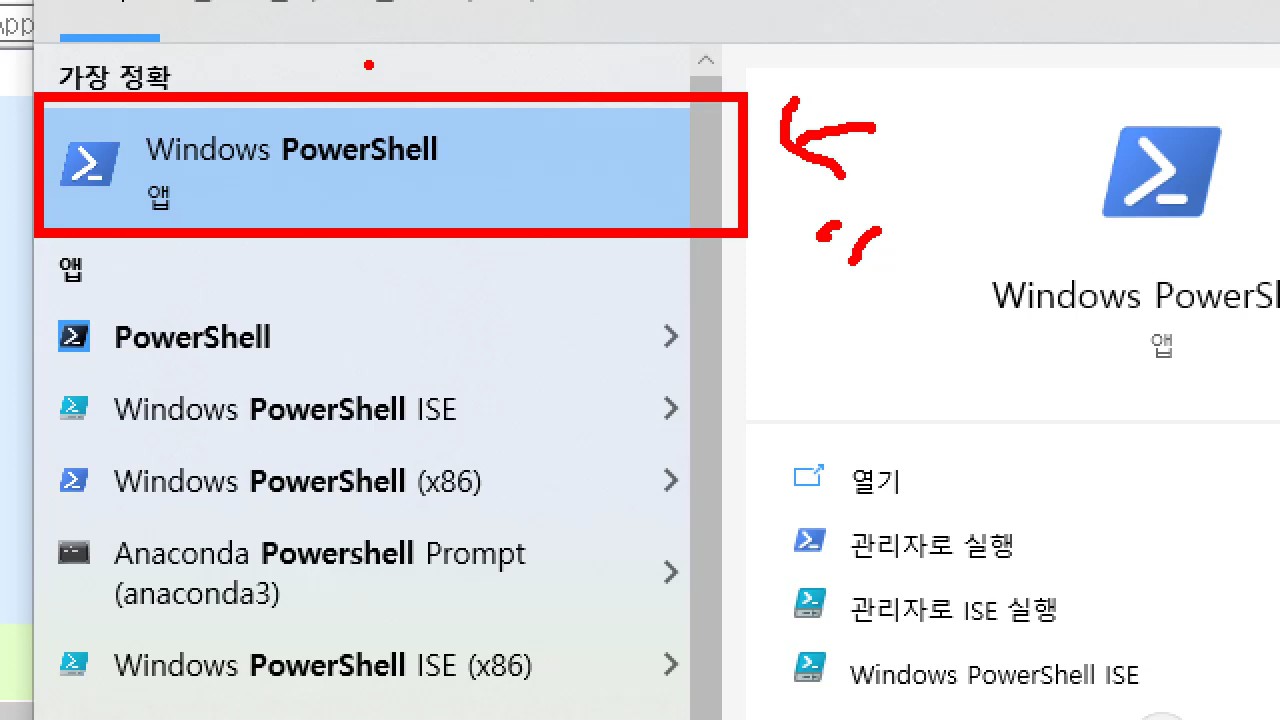 App
가장 정확
Windows PowerShell
앱
앱
PowerShell
Windows PowerShell ISE
Windows PowerShell (x86)
Anaconda Powershell Prompt
(anaconda3)
Windows PowerShell ISE (x86)
Windows PowerSl
앱
열기
관리자로 실행
관리자로 ISE 실행
Windows PowerShell ISE